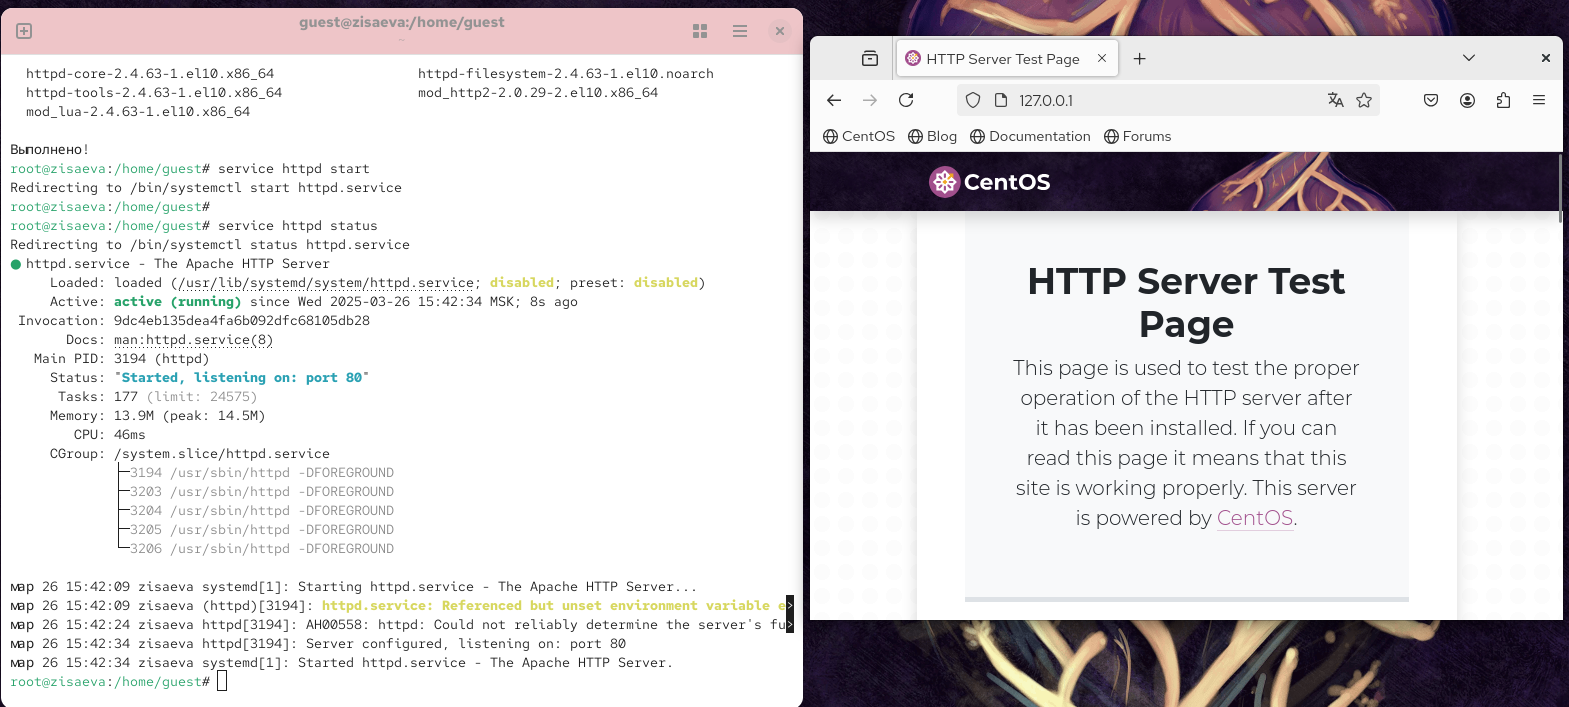 guest@zisaeva:/home/guest
~
httpd-core-2.4.63-1.el10.x86_64 httpd-filesystem-2.4.63-1.el10.noarch
httpd-tools-2.4.63-1.el10.x86_64 mod_http2-2.0.29-2.el10.x86_64
mod_lua-2.4.63-1.el10.x86_64
Выполнено!
root@zisaeva:/home/guest# service httpd start
Redirecting to /bin/systemctl start httpd.service
root@zisaeva:/home/guest#
root@zisaeva:/home/guest# service httpd status
Redirecting to /bin/systemctl status httpd.service
● httpd.service - The Apache HTTP Server
Loaded: loaded (/usr/lib/systemd/system/httpd.service; disabled; preset: disabled)
Active: active (running) since Wed 2025-03-26 15:42:34 MSK; 8s ago
Invocation: 9dc4eb135dea4fa6b092dfc68105db28
Docs: man:httpd.service(8)
Main PID: 3194 (httpd)
Status: "Started, listening on: port 80"
Tasks: 177 (limit: 24575)
Memory: 13.9M (peak: 14.5M)
CPU: 46ms
CGroup: /system.slice/httpd.service
├─3194 /usr/sbin/httpd -DFOREGROUND
├─3203 /usr/sbin/httpd -DFOREGROUND
├─3204 /usr/sbin/httpd -DFOREGROUND
├─3205 /usr/sbin/httpd -DFOREGROUND
└─3206 /usr/sbin/httpd -DFOREGROUND
мар 26 15:42:09 zisaeva systemd[1]: Starting httpd.service - The Apache HTTP Server...
мар 26 15:42:09 zisaeva (httpd)[3194]: httpd.service: Referenced but unset environment variable e>
мар 26 15:42:24 zisaeva httpd[3194]: AH00558: httpd: Could not reliably determine the server's fu>
мар 26 15:42:34 zisaeva httpd[3194]: Server configured, listening on: port 80
мар 26 15:42:34 zisaeva systemd[1]: Started httpd.service - The Apache HTTP Server.
root@zisaeva:/home/guest#
HTTP Server Test Page
127.0.0.1
CentOS Blog Documentation Forums
CentOS
HTTP Server Test
Page
This page is used to test the proper
operation of the HTTP server after
it has been installed. If you can
read this page it means that this
site is working properly. This server
is powered by CentOS.